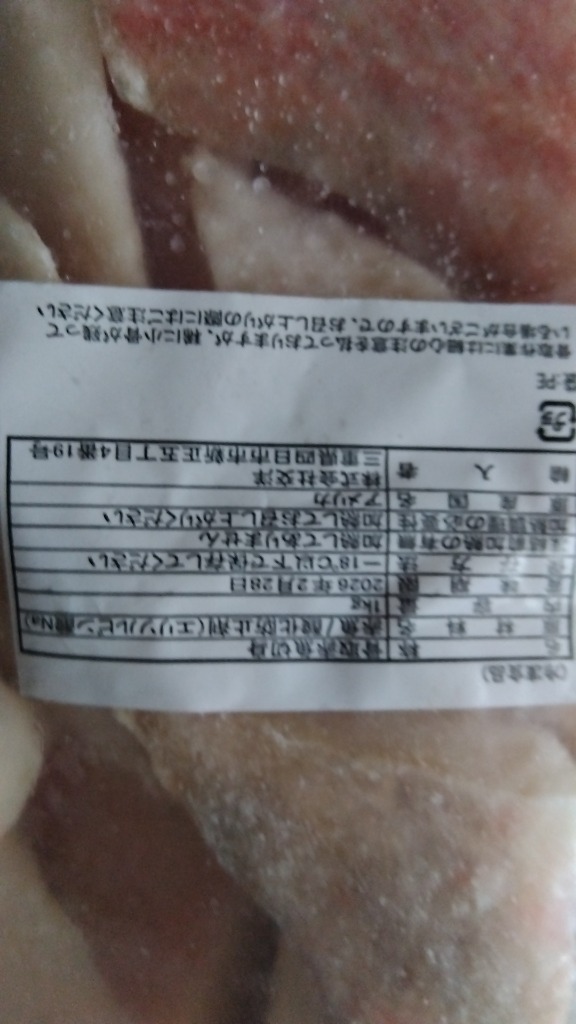 (冷凍食品)
名称 骨取赤魚切身
原材料名 赤魚/酸化防止剤(エリソルビン酸Na)
内容量 1kg
賞味期限 2026年2月28日
保存方法 -18℃以下で保存してください
凍結前加熱の有無 加熱してありません
加熱調理の必要性 加熱してお召し上がりください
原産国名 アメリカ
輸入者 株式会社交洋
三重県四日市市新正五丁目4番19号
プラ
袋:PE
骨取作業には細心の注意を払っておりますが、稀に小骨が残って
いる場合がございますので、お召し上がりの際にはご注意ください